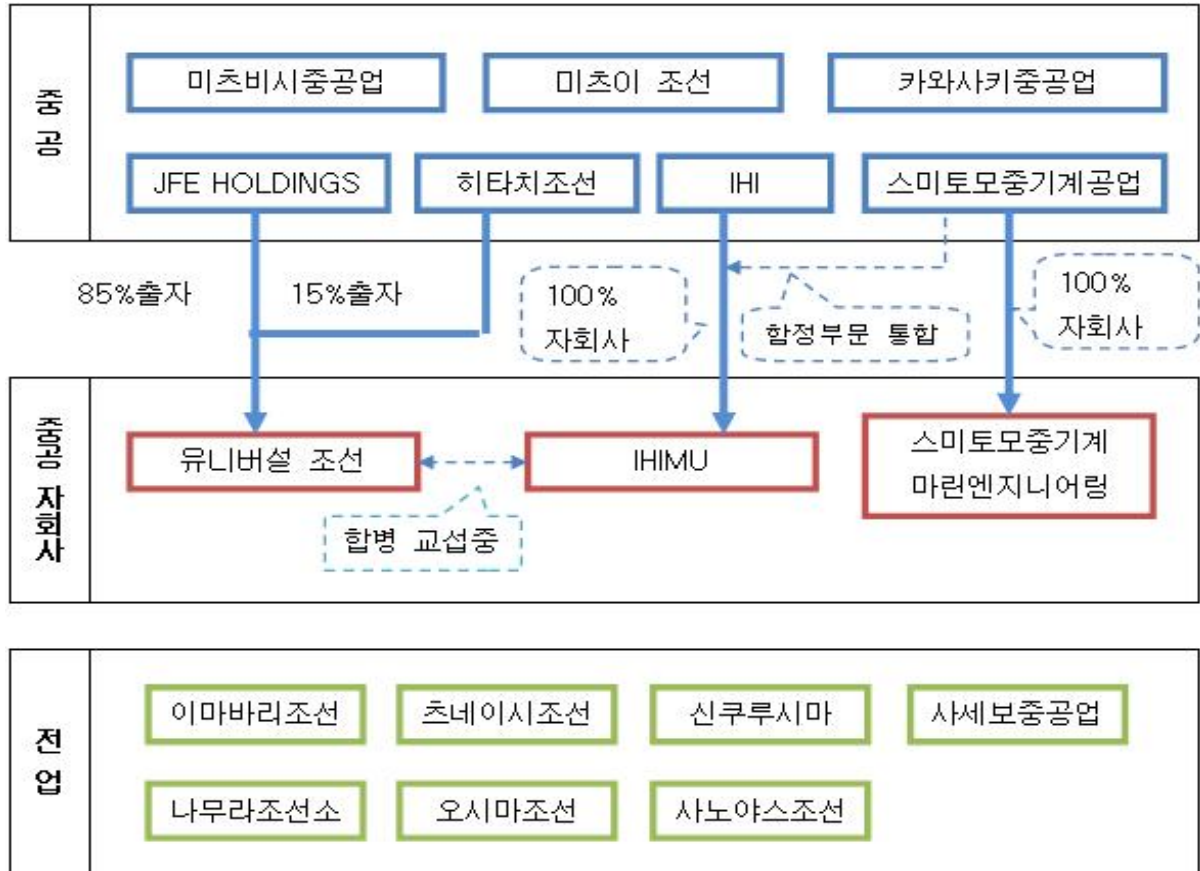 중공
미츠비시중공업
미츠이 조선
카와사키중공업
JFE HOLDINGS
히타치조선
IHI
스미토모중기계공업
85%출자
15%출자
100%
자회사
함정부문 통합
100%
자회사
중공 자회사
유니버설 조선
IHIMU
스미토모중기계
마린엔지니어링
합병 교섭중
전업
이마바리조선
츠네이시조선
신쿠루시마
사세보중공업
나무라조선소
오시마조선
사노야스조선